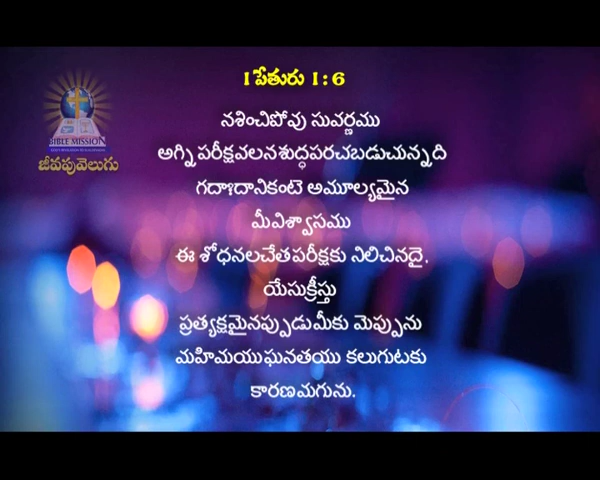 1 పేతురు 1 : 6
నశించిపోవు సువర్ణము
అగ్ని పరీక్షవలనశుద్ధపరచబడుచున్నది
గదా?దానికంటె అమూల్యమైన
మీవిశ్వాసము
ఈ శోధనలచేతపరీక్షకు నిలిచినదై,
యేసుక్రీస్తు
ప్రత్యక్షమైనప్పుడుమీకు మెప్పును
మహిమయుఘనతయు కలుగుటకు
కారణమగును.
BIBLE MISSION
జీవపువెలుగు